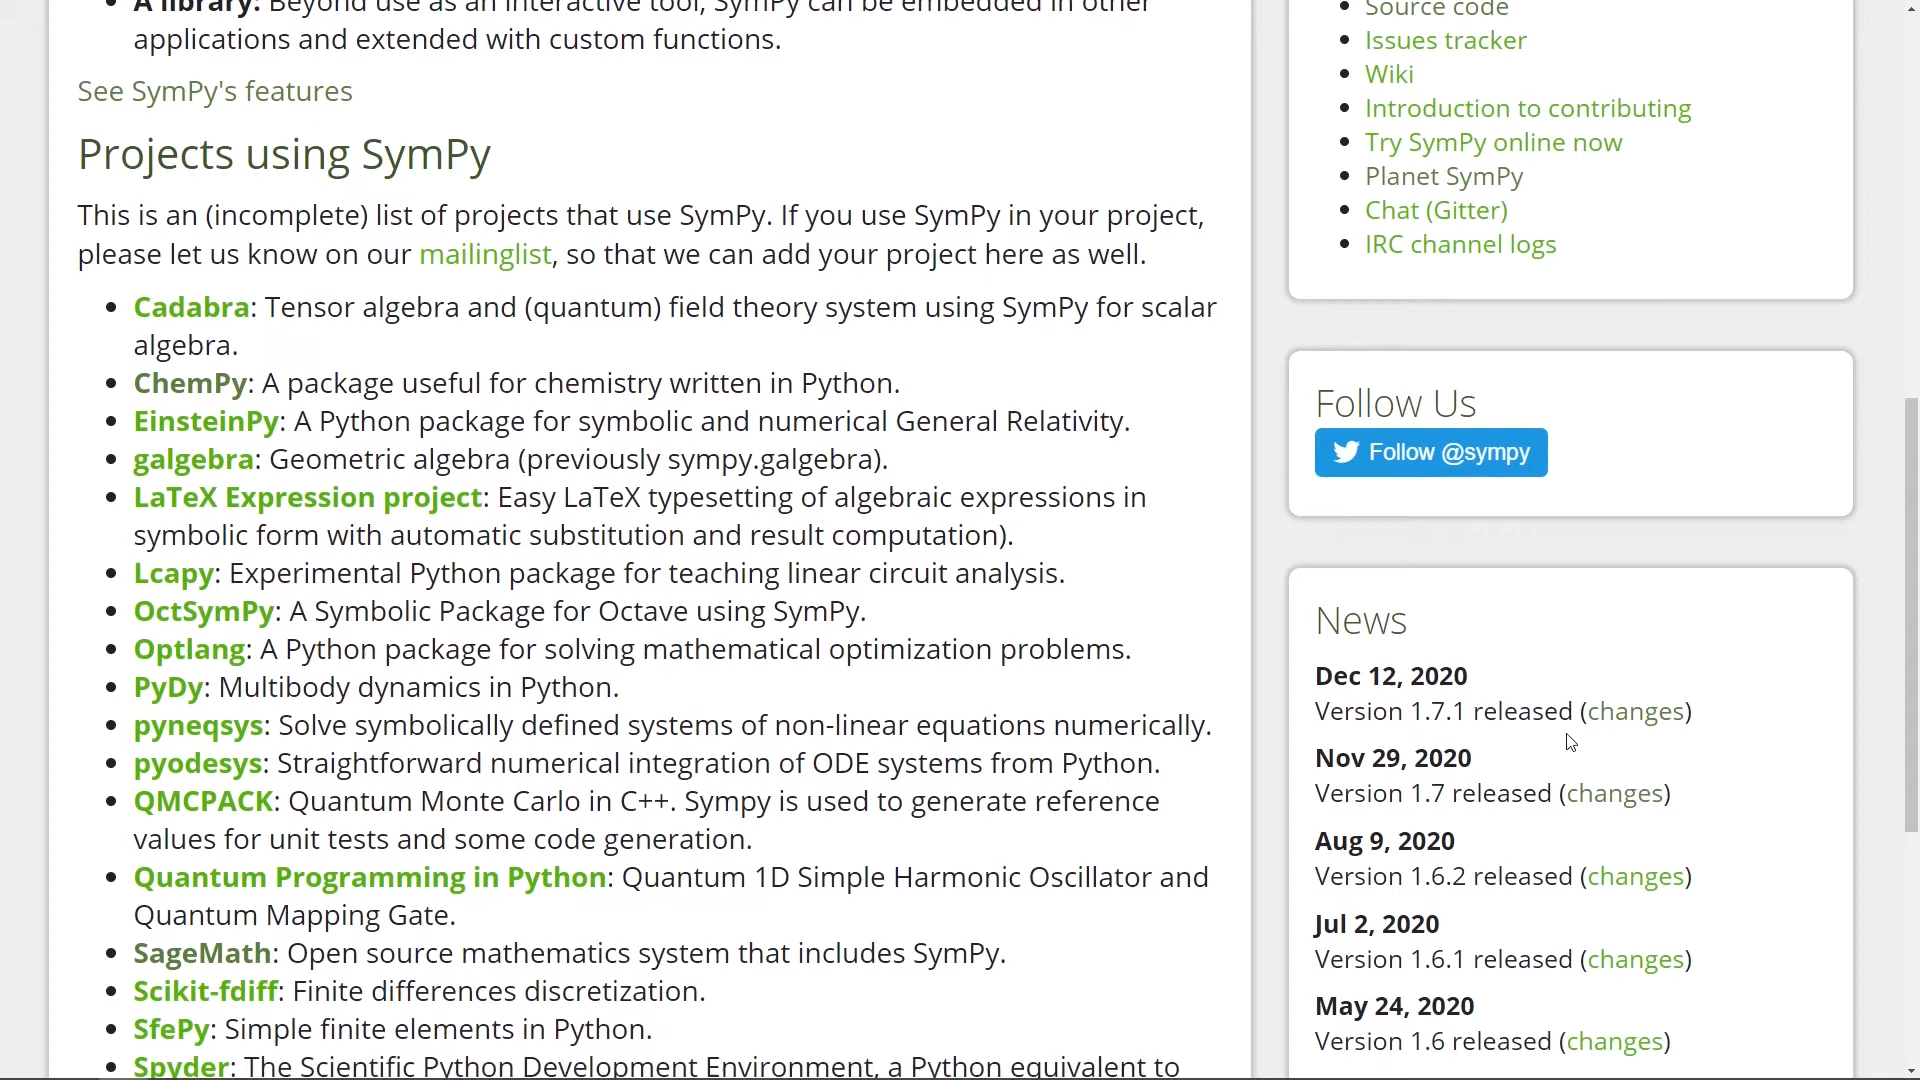 • A library: Beyond use as an interactive tool, SymPy can be embedded in other
applications and extended with custom functions.
See SymPy's features
Projects using SymPy
This is an (incomplete) list of projects that use SymPy. If you use SymPy in your project,
please let us know on our mailinglist, so that we can add your project here as well.
• Cadabra: Tensor algebra and (quantum) field theory system using SymPy for scalar
algebra.
• ChemPy: A package useful for chemistry written in Python.
• EinsteinPy: A Python package for symbolic and numerical General Relativity.
• galgebra: Geometric algebra (previously sympy.galgebra).
• LaTeX Expression project: Easy LaTeX typesetting of algebraic expressions in
symbolic form with automatic substitution and result computation).
• Lcapy: Experimental Python package for teaching linear circuit analysis.
• OctSymPy: A Symbolic Package for Octave using SymPy.
• Optlang: A Python package for solving mathematical optimization problems.
• PyDy: Multibody dynamics in Python.
• pyneqsys: Solve symbolically defined systems of non-linear equations numerically.
• pyodesys: Straightforward numerical integration of ODE systems from Python.
• QMCPACK: Quantum Monte Carlo in C++. Sympy is used to generate reference
values for unit tests and some code generation.
• Quantum Programming in Python: Quantum 1D Simple Harmonic Oscillator and
Quantum Mapping Gate.
• SageMath: Open source mathematics system that includes SymPy.
• Scikit-fdiff: Finite differences discretization.
• SfePy: Simple finite elements in Python.
• Spyder: The Scientific Python Development Environment, a Python equivalent to
• Source code
• Issues tracker
• Wiki
• Introduction to contributing
• Try SymPy online now
• Planet SymPy
• Chat (Gitter)
• IRC channel logs
Follow Us
Follow @sympy
News
Dec 12, 2020
Version 1.7.1 released (changes)
Nov 29, 2020
Version 1.7 released (changes)
Aug 9, 2020
Version 1.6.2 released (changes)
Jul 2, 2020
Version 1.6.1 released (changes)
May 24, 2020
Version 1.6 released (changes)